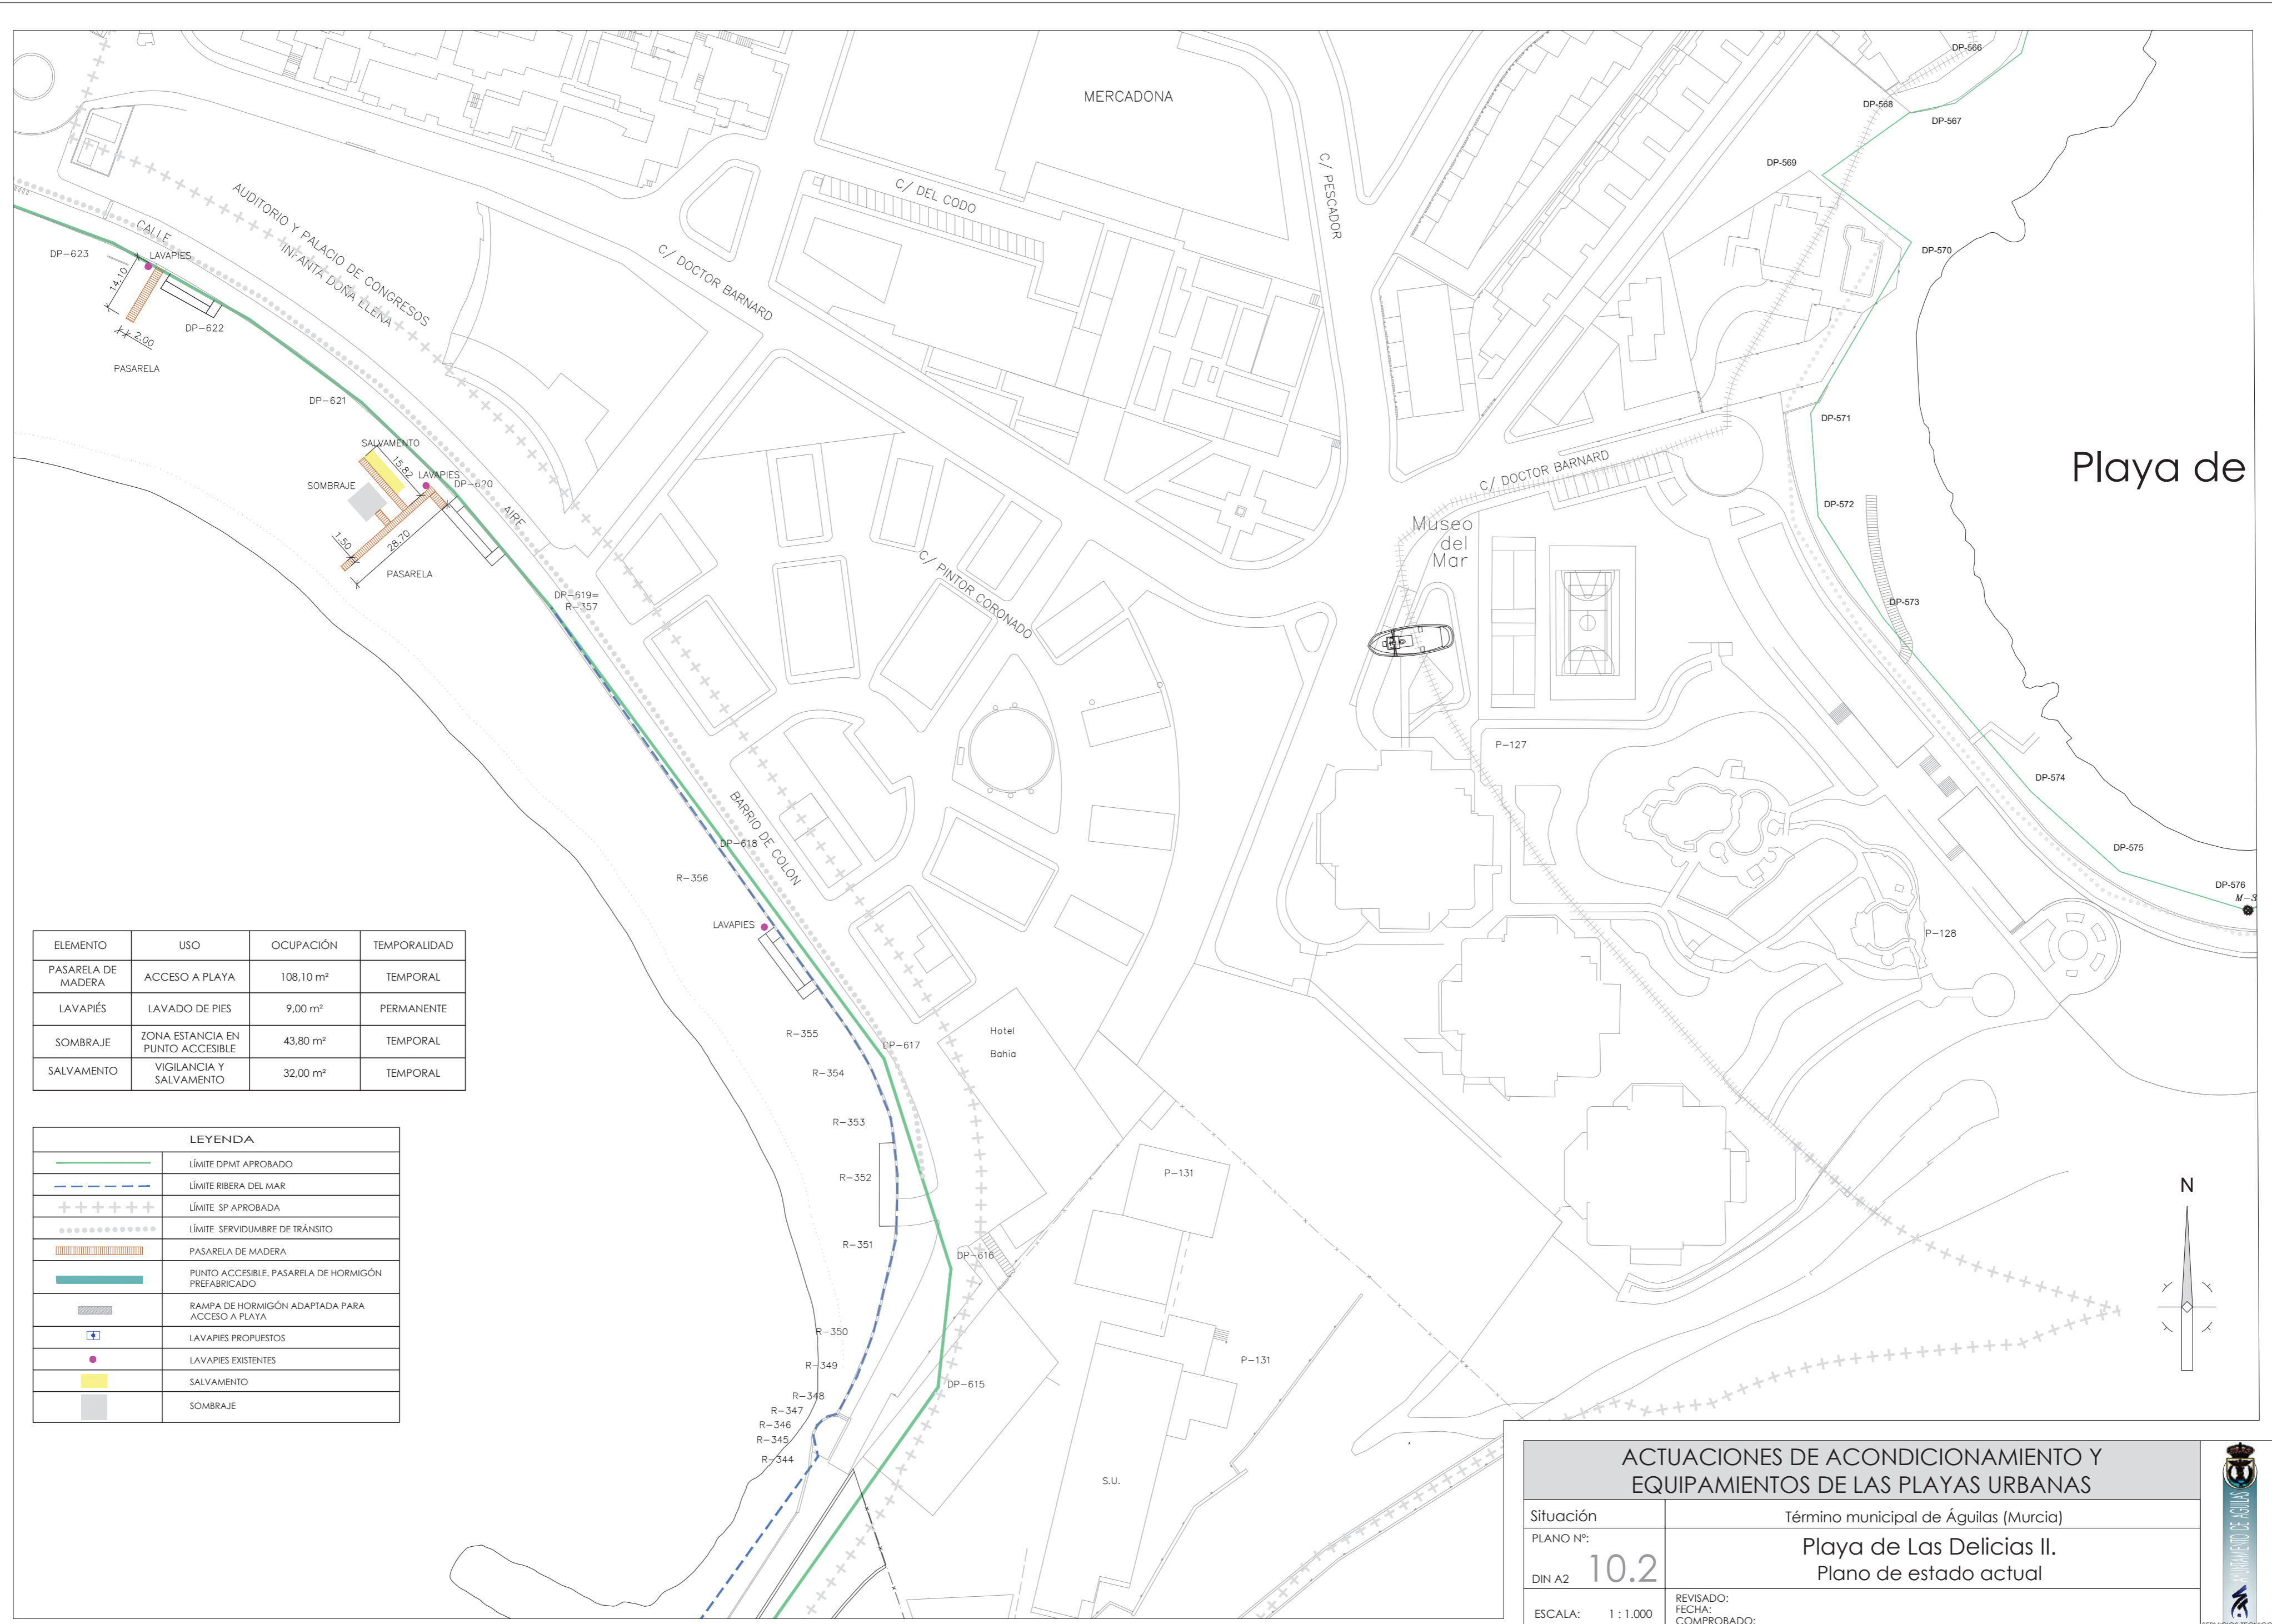 MERCADONA
DP-566
DP-568
DP-567
DP-569
DP-570
DP-571
DP-572
DP-573
DP-574
DP-575
DP-576
M-3
Playa de
C/ PESCADOR
C/ DEL CODO
C/ DOCTOR BARNARD
AUDITORIO Y PALACIO DE CONGRESOS
INFANTA DOÑA ELENA
CALLE
LAVAPIES
DP-623
14.10
2.00
DP-622
PASARELA
DP-621
SALVAMENTO
15.82
LAVAPIES
DP-620
SOMBRAJE
AIRE
1.50
28.70
PASARELA
DP-619=
R-357
C/ PINTOR CORONADO
C/ DOCTOR BARNARD
Museo
del
Mar
P-127
P-128
BARRIO DE COLON
DP-618
R-356
LAVAPIES
R-355
DP-617
R-354
R-353
R-352
R-351
DP-616
R-350
R-349
DP-615
R-348
R-347
R-346
R-345
R-344
Hotel
Bahía
P-131
P-131
S.U.
N
ELEMENTO USO OCUPACIÓN TEMPORALIDAD
PASARELA DE MADERA ACCESO A PLAYA 108,10 m² TEMPORAL
LAVAPIÉS LAVADO DE PIES 9,00 m² PERMANENTE
SOMBRAJE ZONA ESTANCIA EN PUNTO ACCESIBLE 43,80 m² TEMPORAL
SALVAMENTO VIGILANCIA Y SALVAMENTO 32,00 m² TEMPORAL
LEYENDA
LÍMITE DPMT APROBADO
LÍMITE RIBERA DEL MAR
LÍMITE SP APROBADA
LÍMITE SERVIDUMBRE DE TRÁNSITO
PASARELA DE MADERA
PUNTO ACCESIBLE. PASARELA DE HORMIGÓN
PREFABRICADO
RAMPA DE HORMIGÓN ADAPTADA PARA
ACCESO A PLAYA
LAVAPIES PROPUESTOS
LAVAPIES EXISTENTES
SALVAMENTO
SOMBRAJE
ACTUACIONES DE ACONDICIONAMIENTO Y
EQUIPAMIENTOS DE LAS PLAYAS URBANAS
Situación
Término municipal de Águilas (Murcia)
PLANO Nº:
10.2
DIN A2
Playa de Las Delicias II.
Plano de estado actual
ESCALA: 1 : 1.000
REVISADO:
FECHA:
COMPROBADO:
AYUNTAMIENTO DE AGUILAS